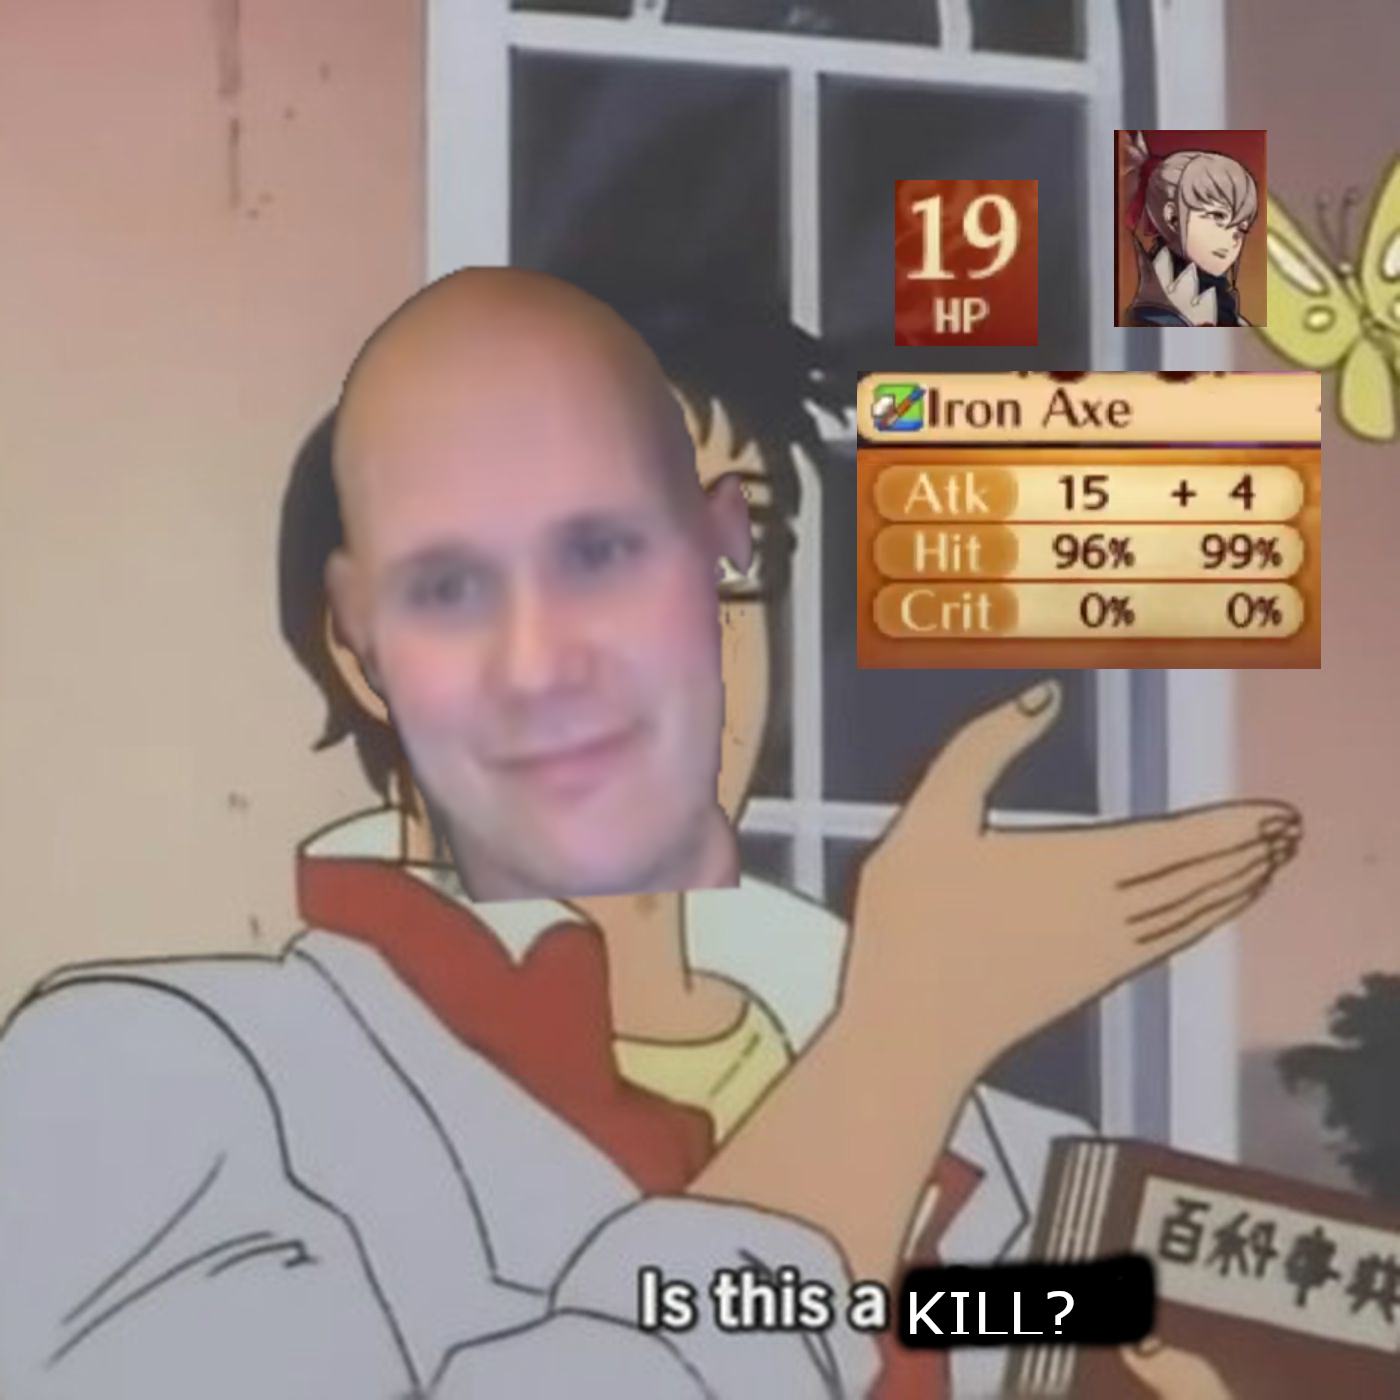 19
HP
Iron Axe
Atk 15 + 4
Hit 96% 99%
Crit 0% 0%
百科事典
Is this a KILL?